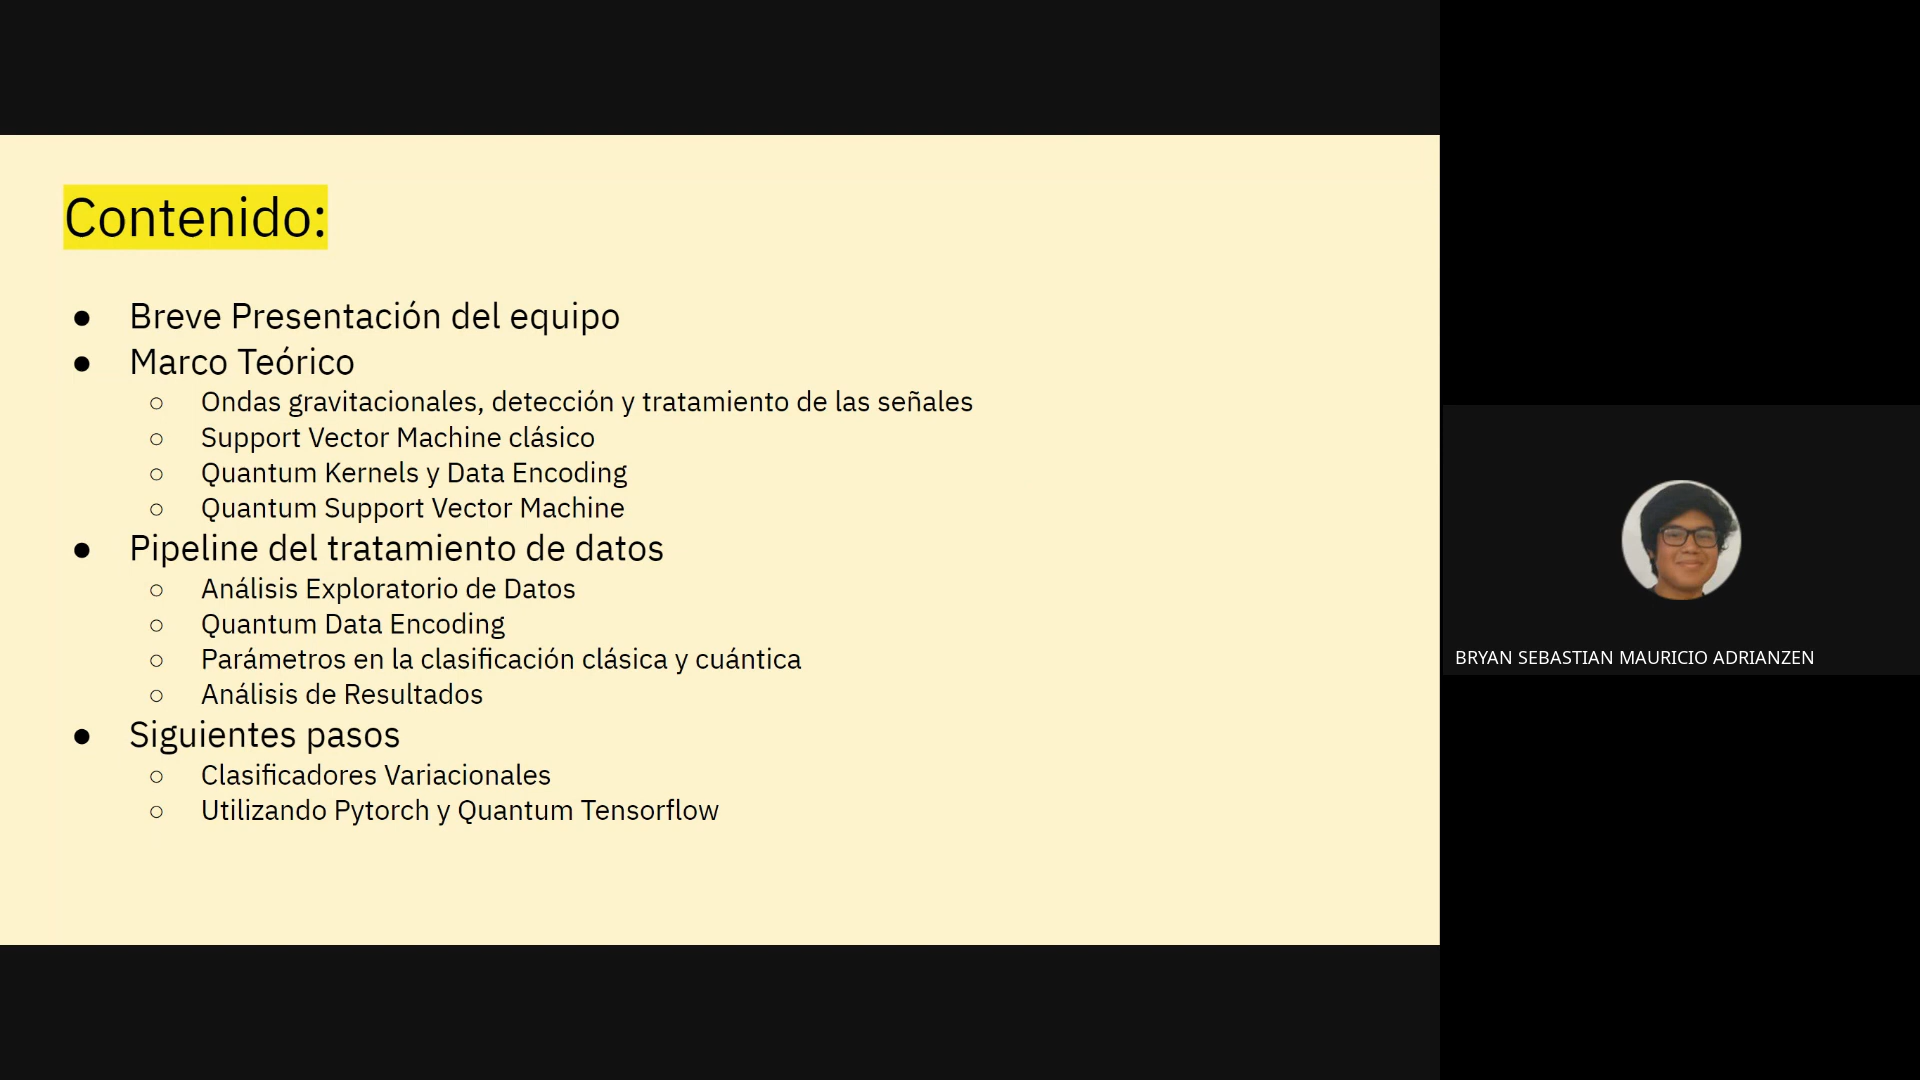 Contenido:
● Breve Presentación del equipo
● Marco Teórico
○ Ondas gravitacionales, detección y tratamiento de las señales
○ Support Vector Machine clásico
○ Quantum Kernels y Data Encoding
○ Quantum Support Vector Machine
● Pipeline del tratamiento de datos
○ Análisis Exploratorio de Datos
○ Quantum Data Encoding
○ Parámetros en la clasificación clásica y cuántica
○ Análisis de Resultados
● Siguientes pasos
○ Clasificadores Variacionales
○ Utilizando Pytorch y Quantum Tensorflow
BRYAN SEBASTIAN MAURICIO ADRIANZEN